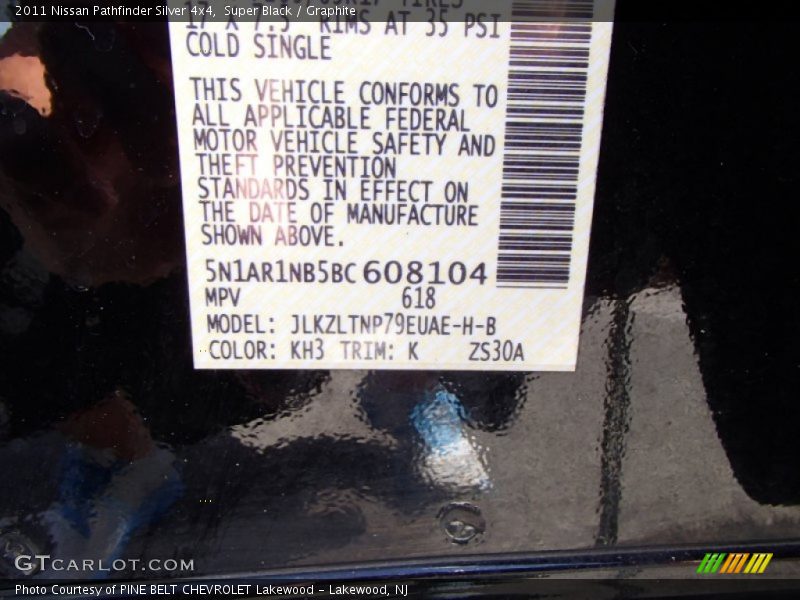 2011 Nissan Pathfinder Silver 4x4, Super Black / Graphite
17 X 7.5 RIMS AT 35 PSI
COLD SINGLE
THIS VEHICLE CONFORMS TO
ALL APPLICABLE FEDERAL
MOTOR VEHICLE SAFETY AND
THEFT PREVENTION
STANDARDS IN EFFECT ON
THE DATE OF MANUFACTURE
SHOWN ABOVE.
5N1AR1NB5BC608104
MPV 618
MODEL: JLKZLTNP79EUAE-H-B
COLOR: KH3 TRIM: K ZS30A
GTCARLOT.COM
Photo Courtesy of PINE BELT CHEVROLET Lakewood - Lakewood, NJ